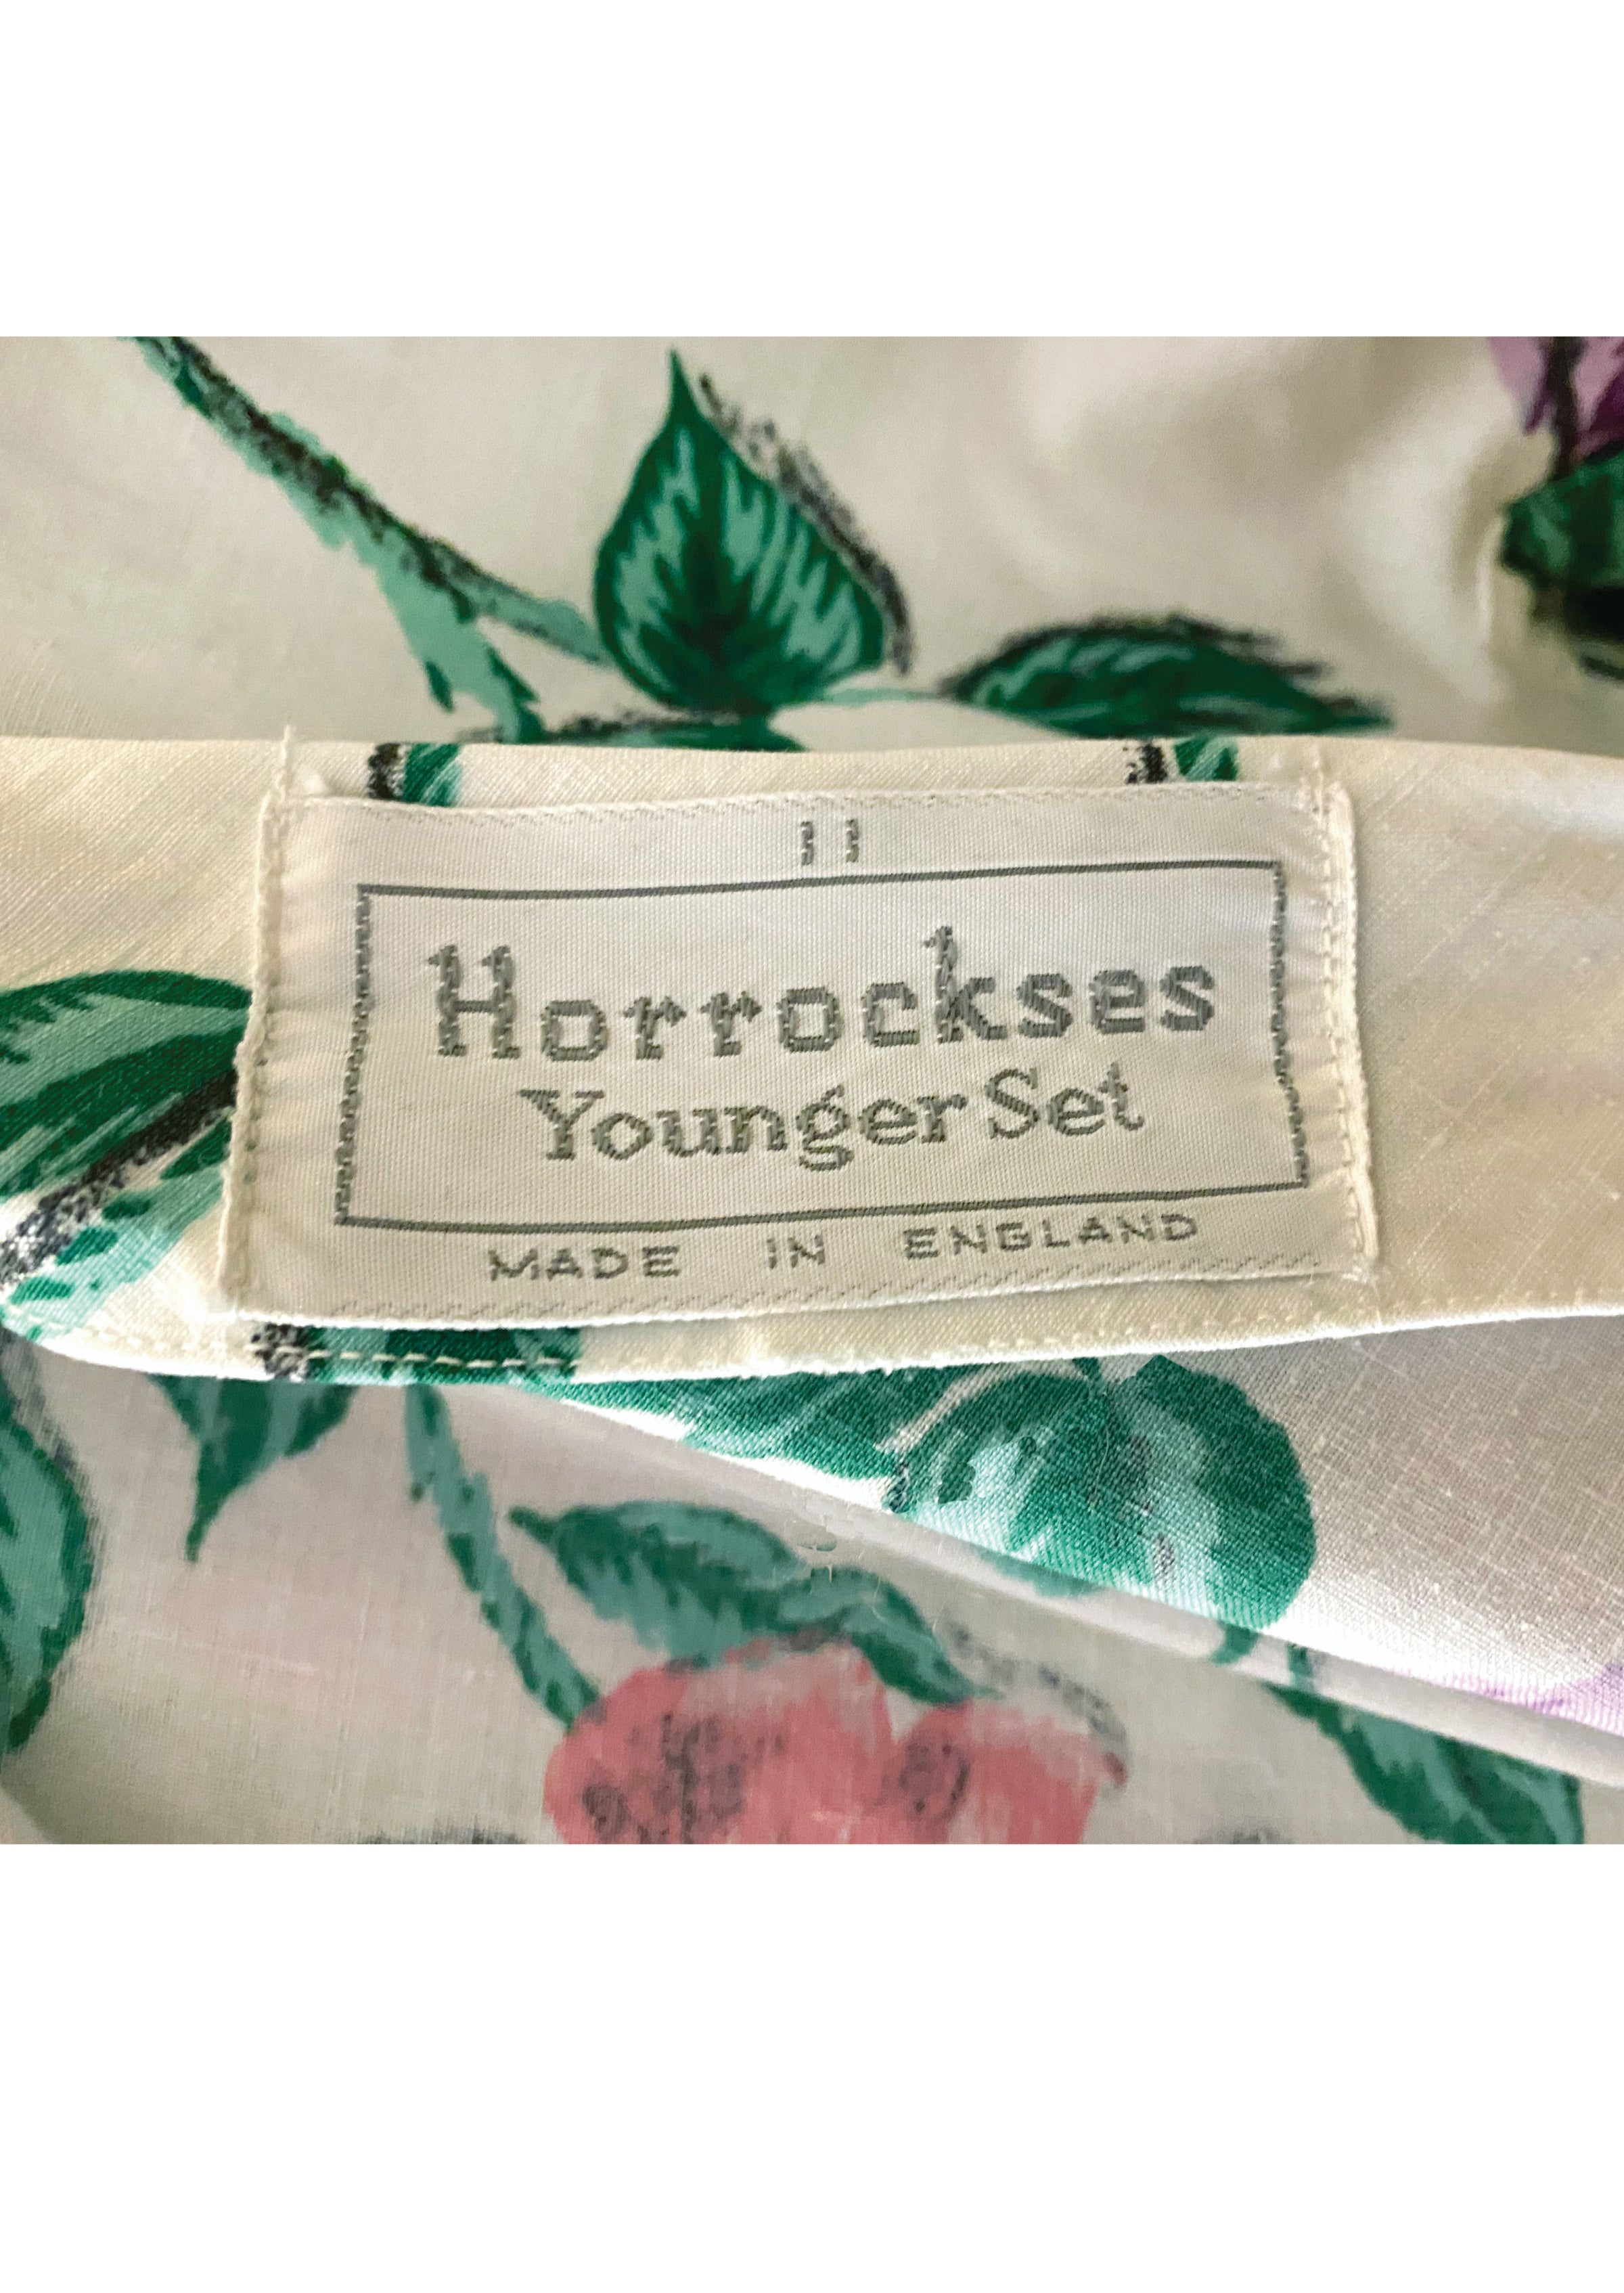 11
Horrockses
Younger Set
MADE IN ENGLAND